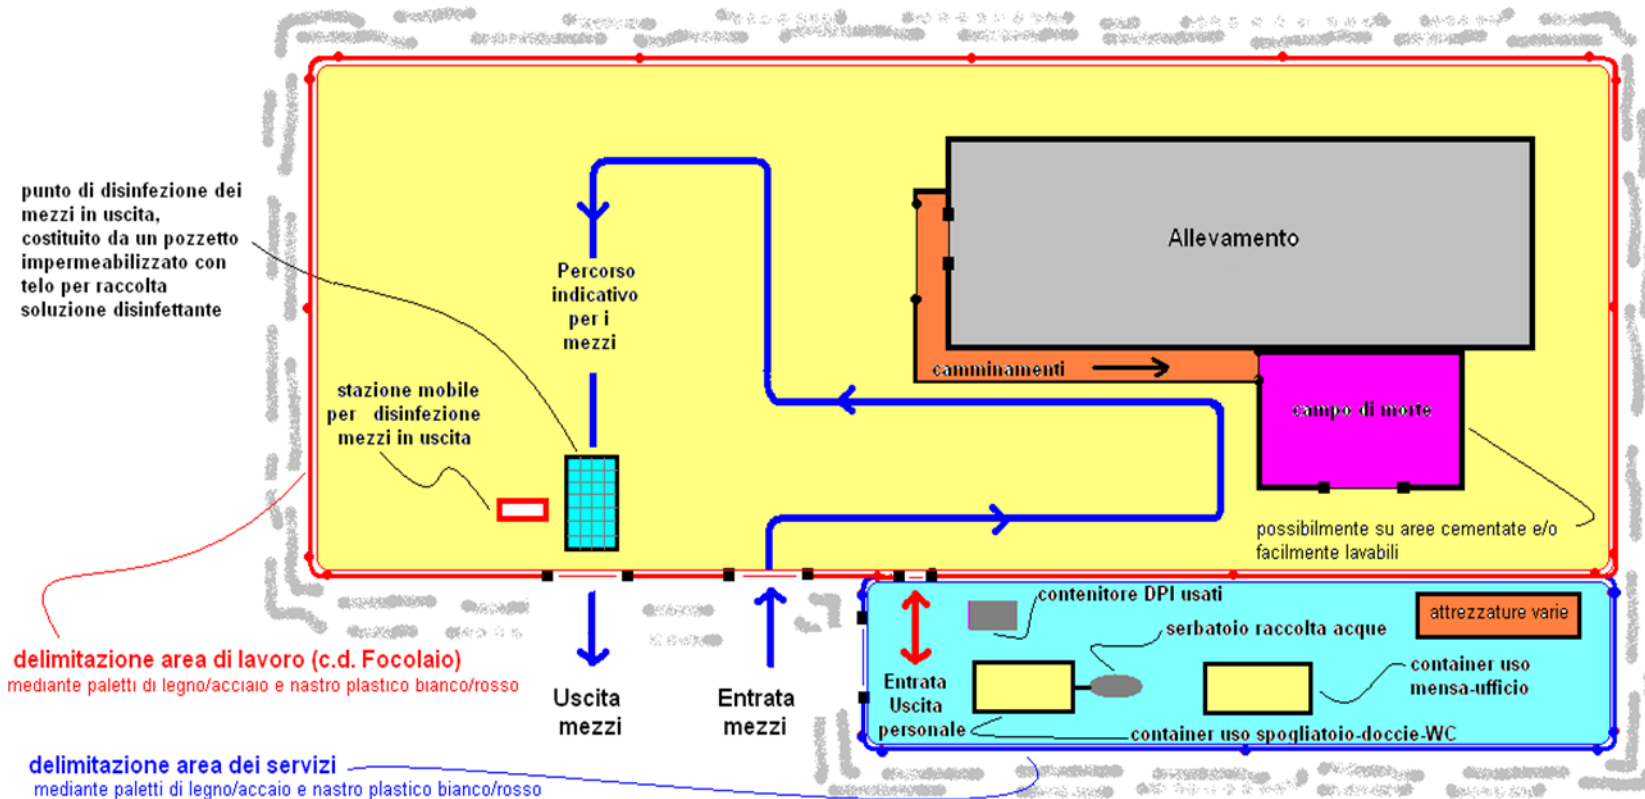 punto di disinfezione dei
mezzi in uscita,
costituito da un pozzetto
impermeabilizzato con
telo per raccolta
soluzione disinfettante
stazione mobile
per disinfezione
mezzi in uscita
Percorso
indicativo
per i
mezzi
Allevamento
camminamenti
campo di morte
possibilmente su aree cementate e/o
facilmente lavabili
delimitazione area di lavoro (c.d. Focolaio)
mediante paletti di legno/acciaio e nastro plastico bianco/rosso
Uscita
mezzi
Entrata
mezzi
Entrata
Uscita
personale
contenitore DPI usati
attrezzature varie
serbatoio raccolta acque
container uso
mensa-ufficio
container uso spogliatoio-doccie-WC
delimitazione area dei servizi
mediante paletti di legno/accaio e nastro plastico bianco/rosso